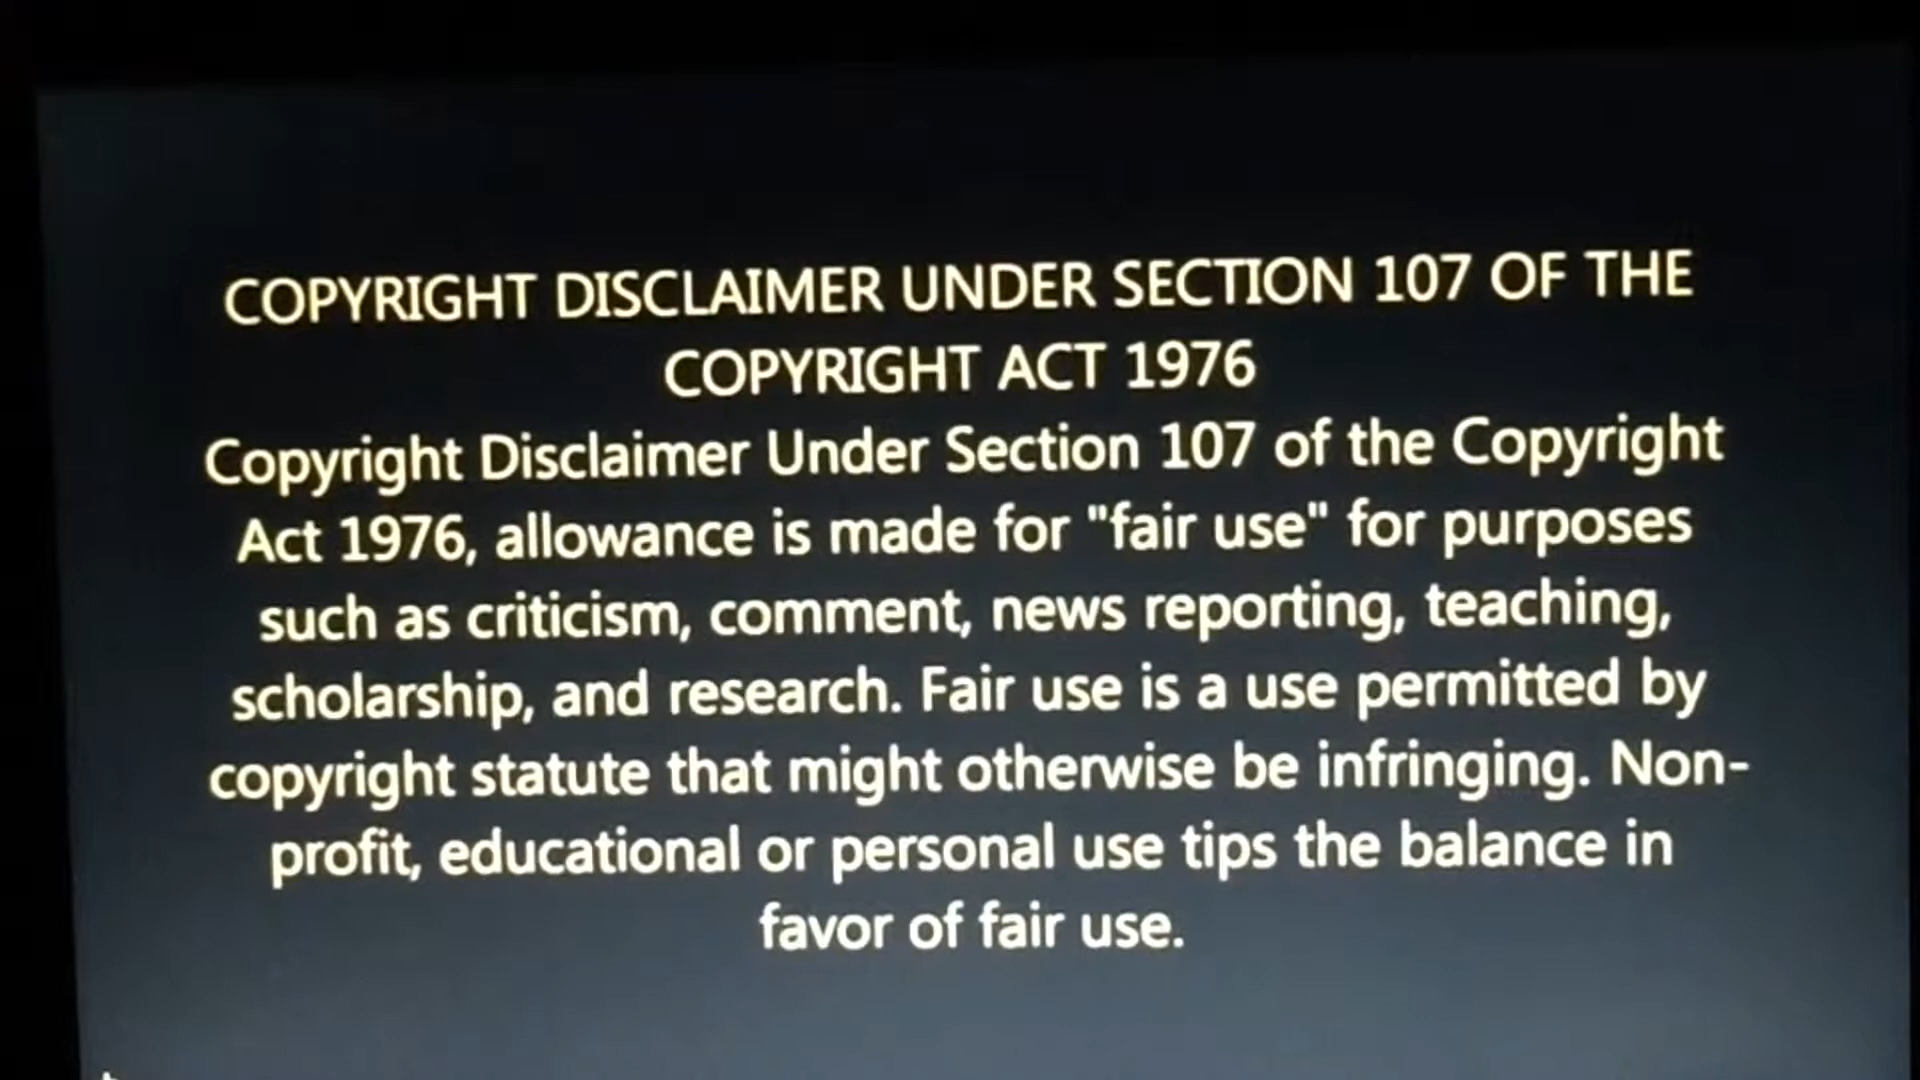 COPYRIGHT DISCLAIMER UNDER SECTION 107 OF THE
COPYRIGHT ACT 1976
Copyright Disclaimer Under Section 107 of the Copyright
Act 1976, allowance is made for "fair use" for purposes
such as criticism, comment, news reporting, teaching,
scholarship, and research. Fair use is a use permitted by
copyright statute that might otherwise be infringing. Non-
profit, educational or personal use tips the balance in
favor of fair use.